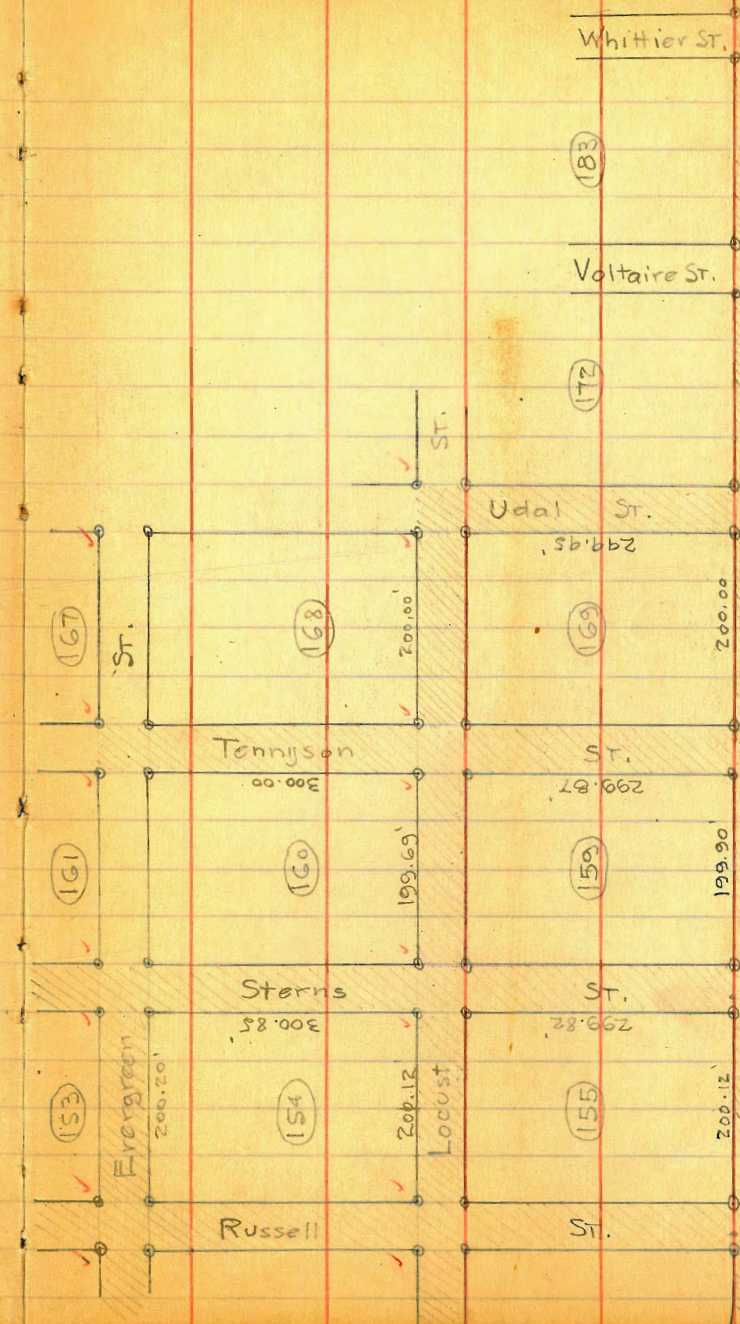 Whittier ST.
183
Voltaire ST.
172
ST.
Udal ST.
299.95'
167
ST.
168
200.00'
169
200.00
Tennyson ST.
300.00
299.87'
161
160
199.69'
159
199.90'
Sterns ST.
300.85'
299.82'
153
Evergreen
200.20'
154
200.12'
Locust
155
200.12'
Russell ST.